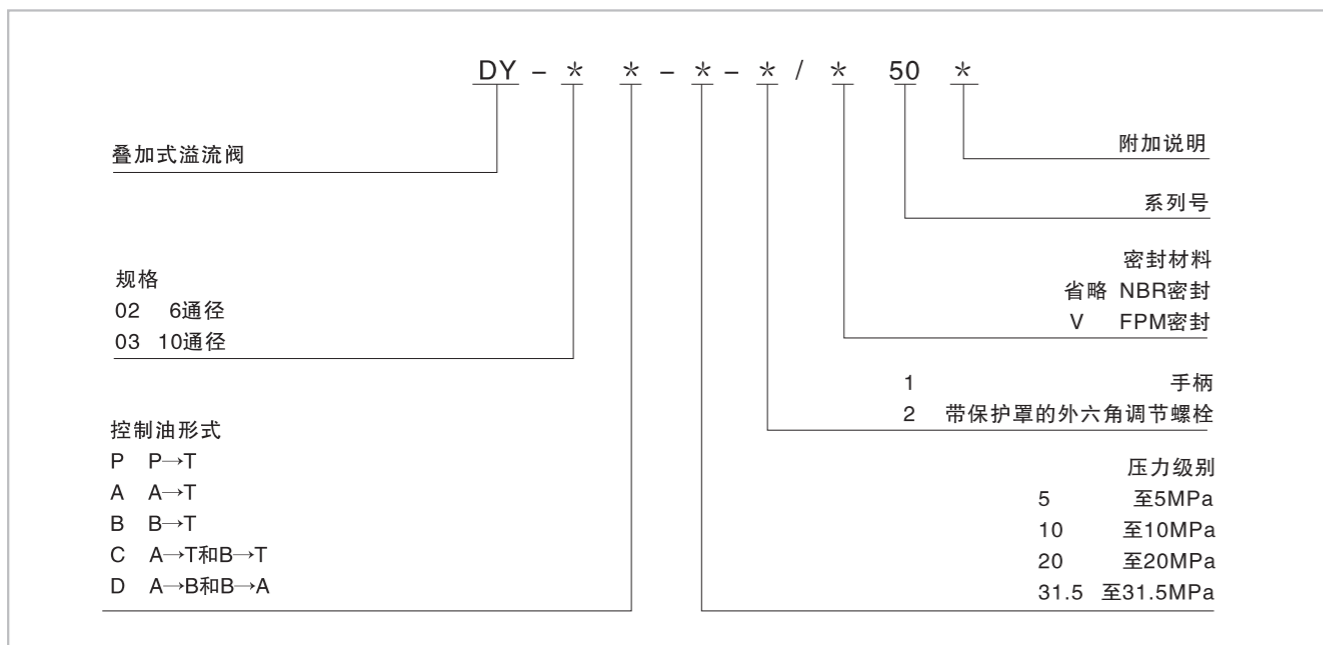 DY - * * - * - * / * 50 *
叠加式溢流阀
规格
02 6通径
03 10通径
控制油形式
P P→T
A A→T
B B→T
C A→T和B→T
D A→B和B→A
附加说明
系列号
密封材料
省略 NBR密封
V FPM密封
1 手柄
2 带保护罩的外六角调节螺栓
压力级别
5 至5MPa
10 至10MPa
20 至20MPa
31.5 至31.5MPa